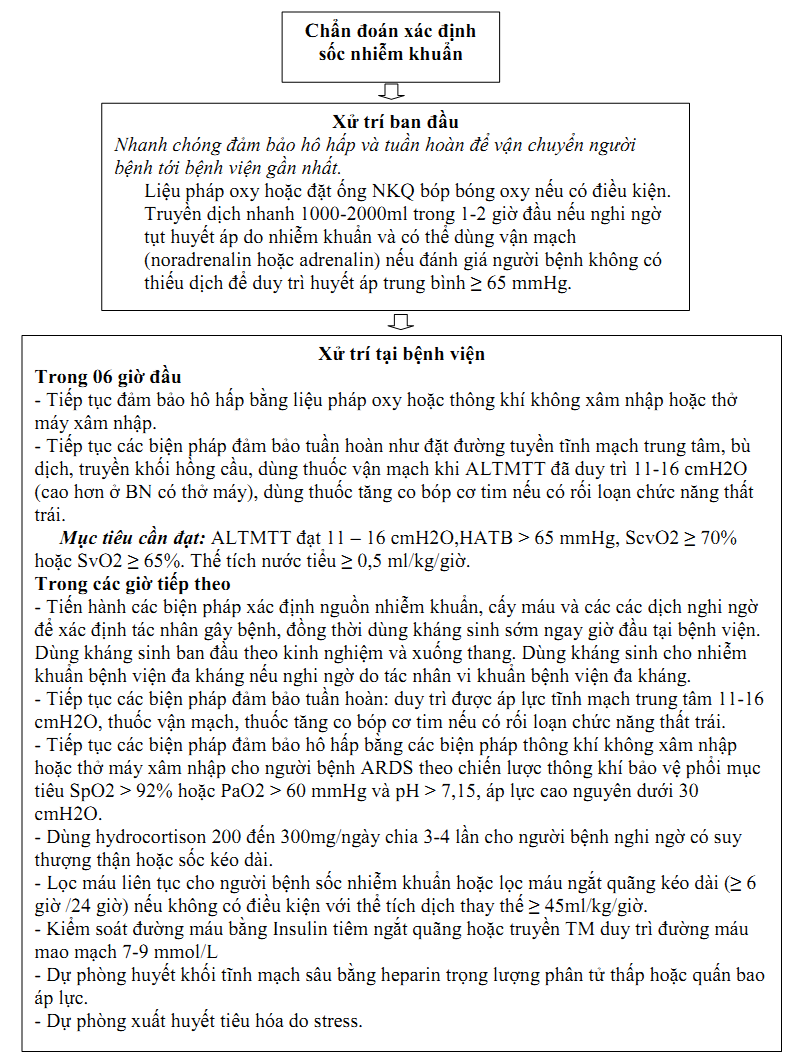 Chẩn đoán xác định
sốc nhiễm khuẩn
Xử trí ban đầu
Nhanh chóng đảm bảo hô hấp và tuần hoàn để vận chuyển người
bệnh tới bệnh viện gần nhất.
Liệu pháp oxy hoặc đặt ống NKQ bóp bóng oxy nếu có điều kiện.
Truyền dịch nhanh 1000-2000ml trong 1-2 giờ đầu nếu nghi ngờ
tụt huyết áp do nhiễm khuẩn và có thể dùng vận mạch
(noradrenalin hoặc adrenalin) nếu đánh giá người bệnh không có
thiếu dịch để duy trì huyết áp trung bình ≥ 65 mmHg.
Xử trí tại bệnh viện
Trong 06 giờ đầu
- Tiếp tục đảm bảo hô hấp bằng liệu pháp oxy hoặc thông khí không xâm nhập hoặc thở
máy xâm nhập.
- Tiếp tục các biện pháp đảm bảo tuần hoàn như đặt đường tuyền tĩnh mạch trung tâm, bù
dịch, truyền khối hồng cầu, dùng thuốc vận mạch khi ALTMTT đã duy trì 11-16 cmH2O
(cao hơn ở BN có thở máy), dùng thuốc tăng co bóp cơ tim nếu có rối loạn chức năng thất
trái.
Mục tiêu cần đạt: ALTMTT đạt 11 – 16 cmH2O,HATB > 65 mmHg, ScvO2 ≥ 70%
hoặc SvO2 ≥ 65%. Thể tích nước tiểu ≥ 0,5 ml/kg/giờ.
Trong các giờ tiếp theo
- Tiến hành các biện pháp xác định nguồn nhiễm khuẩn, cấy máu và các các dịch nghi ngờ
để xác định tác nhân gây bệnh, đồng thời dùng kháng sinh sớm ngay giờ đầu tại bệnh viện.
Dùng kháng sinh ban đầu theo kinh nghiệm và xuống thang. Dùng kháng sinh cho nhiễm
khuẩn bệnh viện đa kháng nếu nghi ngờ do tác nhân vi khuẩn bệnh viện đa kháng.
- Tiếp tục các biện pháp đảm bảo tuần hoàn: duy trì được áp lực tĩnh mạch trung tâm 11-16
cmH2O, thuốc vận mạch, thuốc tăng co bóp cơ tim nếu có rối loạn chức năng thất trái.
- Tiếp tục các biện pháp đảm bảo hô hấp bằng các biện pháp thông khí không xâm nhập
hoặc thở máy xâm nhập cho người bệnh ARDS theo chiến lược thông khí bảo vệ phổi mục
tiêu SpO2 > 92% hoặc PaO2 > 60 mmHg và pH > 7,15, áp lực cao nguyên dưới 30
cmH2O.
- Dùng hydrocortison 200 đến 300mg/ngày chia 3-4 lần cho người bệnh nghi ngờ có suy
thượng thận hoặc sốc kéo dài.
- Lọc máu liên tục cho người bệnh sốc nhiễm khuẩn hoặc lọc máu ngắt quãng kéo dài (≥ 6
giờ /24 giờ) nếu không có điều kiện với thể tích dịch thay thế ≥ 45ml/kg/giờ.
- Kiểm soát đường máu bằng Insulin tiêm ngắt quãng hoặc truyền TM duy trì đường máu
mao mạch 7-9 mmol/L
- Dự phòng huyết khối tĩnh mạch sâu bằng heparin trọng lượng phân tử thấp hoặc quấn bao
áp lực.
- Dự phòng xuất huyết tiêu hóa do stress.